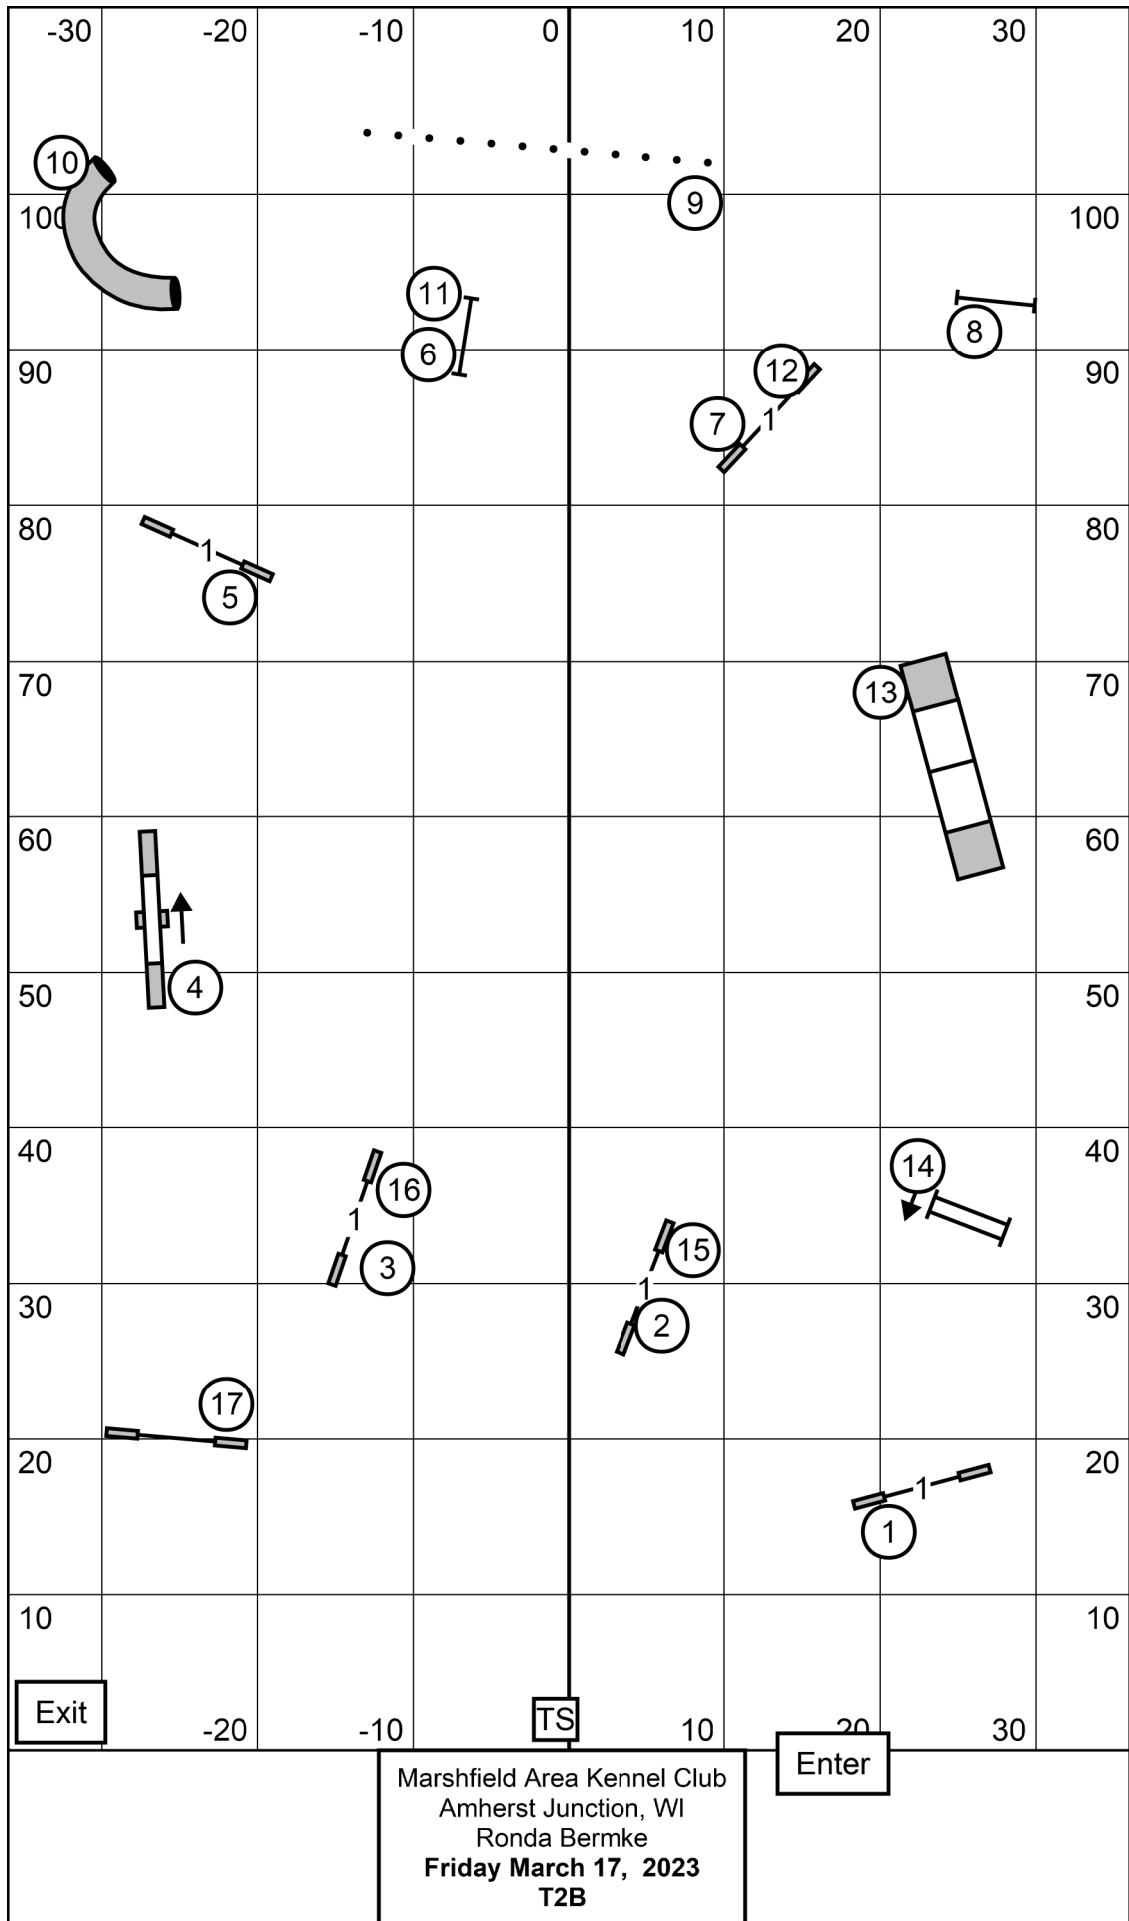 -30 -20 -10 0 10 20 30
10
100 9 100
11
6 8
90 12 90
7 1
80 1 80
5
70 13 70
60 60
4
50 50
40 14 40
16
1 15
3
30 1 30
2
17
20 20
1
1
10 10
Exit TS
-20 -10 10 20 30
Enter
Marshfield Area Kennel Club
Amherst Junction, WI
Ronda Bermke
Friday March 17, 2023
T2B